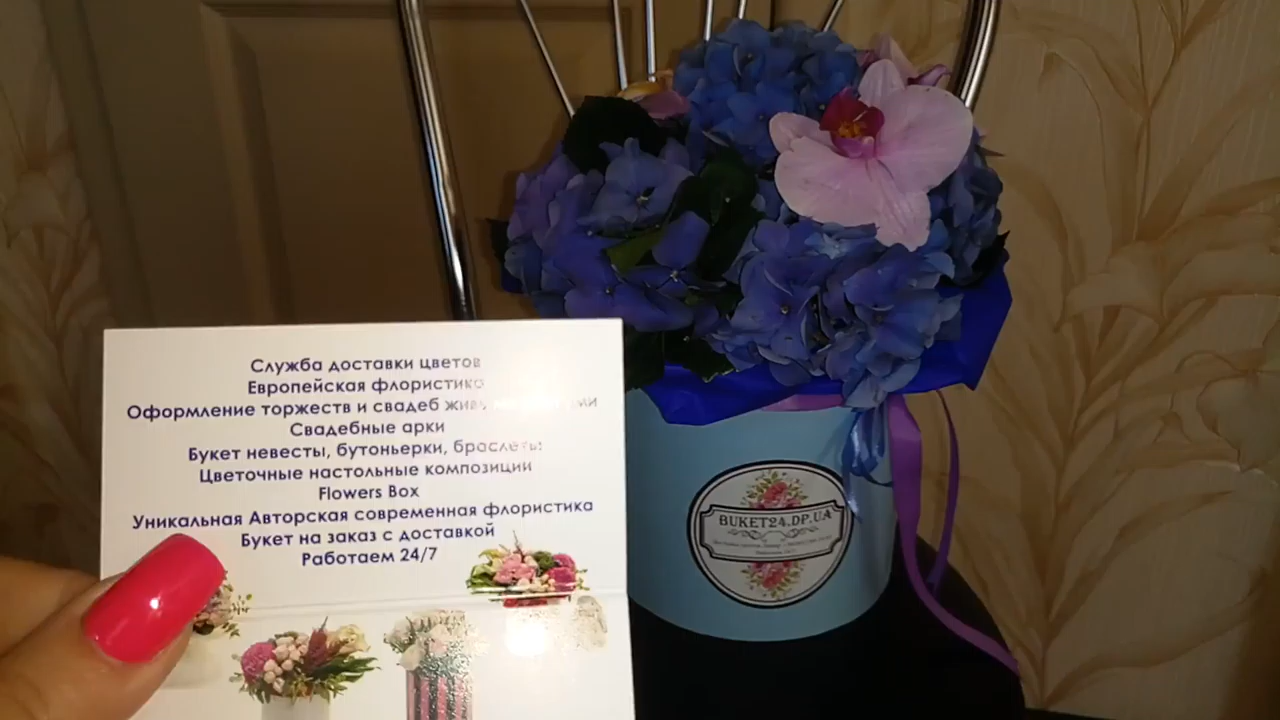 Служба доставки цветов
Европейская флористика
Оформление торжеств и свадеб
Свадебные арки
Букет невесты, бутоньерки, браслеты:
Цветочные настольные композиции
Flowers Box
Уникальная Авторская современная флористика
Букет на заказ с доставкой
Работаем 24/7
BUKET24.DP.UA